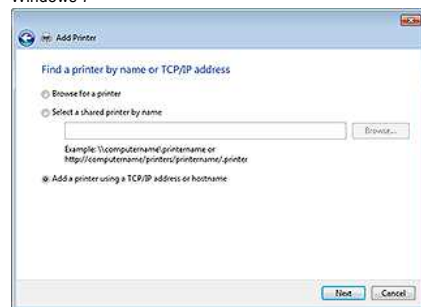 Add Printer
Find a printer by name or TCP/IP address
Browse for a printer
Select a shared printer by name
Browse...
Example: \\computername\printername or
http://computername/printers/printername/.printer
Add a printer using a TCP/IP address or hostname
Next
Cancel